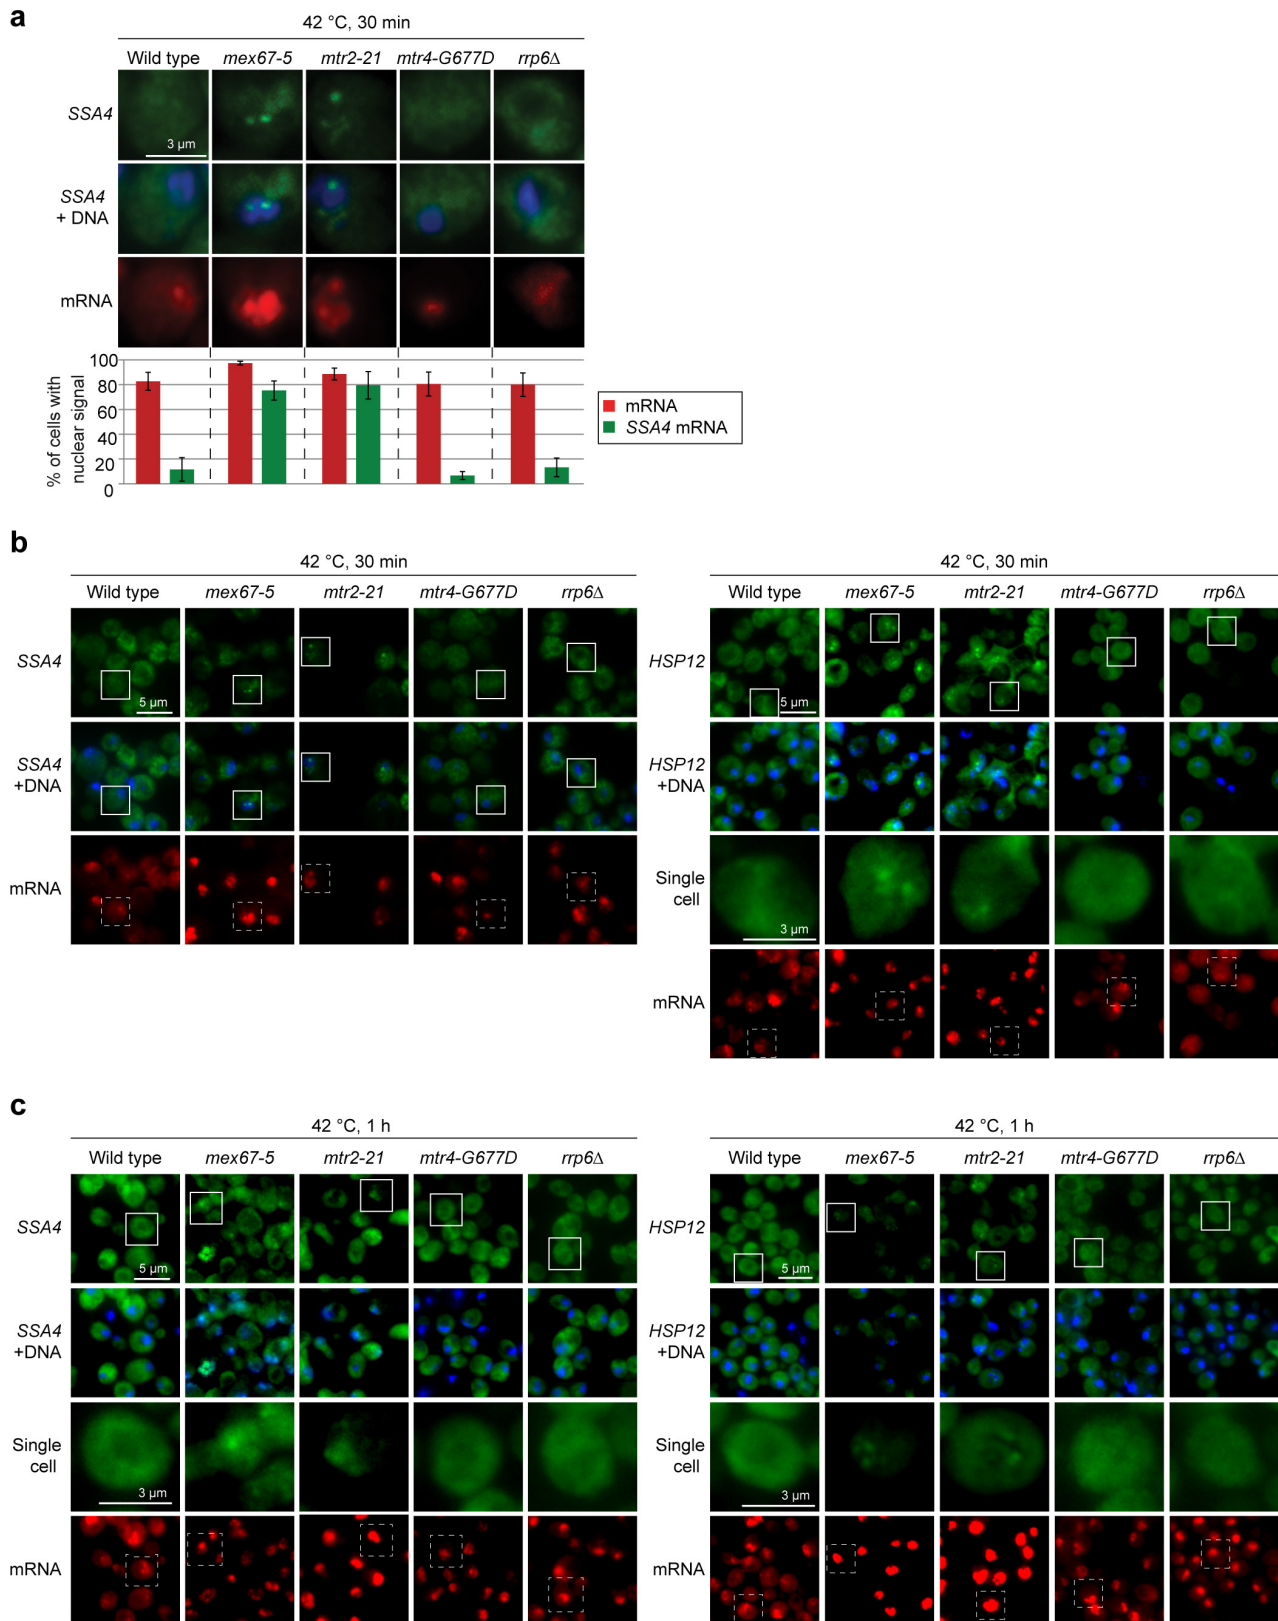 a
42 °C, 30 min
Wild type mex67-5 mtr2-21 mtr4-G677D rrp6Δ
SSA4
3 µm
SSA4
+ DNA
mRNA
% of cells with
nuclear signal
100
80
60
40
20
0
mRNA
SSA4 mRNA
b
42 °C, 30 min
Wild type mex67-5 mtr2-21 mtr4-G677D rrp6Δ
SSA4
5 µm
SSA4
+DNA
mRNA
42 °C, 30 min
Wild type mex67-5 mtr2-21 mtr4-G677D rrp6Δ
HSP12
5 µm
HSP12
+DNA
Single
cell
3 µm
mRNA
c
42 °C, 1 h
Wild type mex67-5 mtr2-21 mtr4-G677D rrp6Δ
SSA4
5 µm
SSA4
+DNA
Single
cell
3 µm
mRNA
42 °C, 1 h
Wild type mex67-5 mtr2-21 mtr4-G677D rrp6Δ
HSP12
5 µm
HSP12
+DNA
Single
cell
3 µm
mRNA